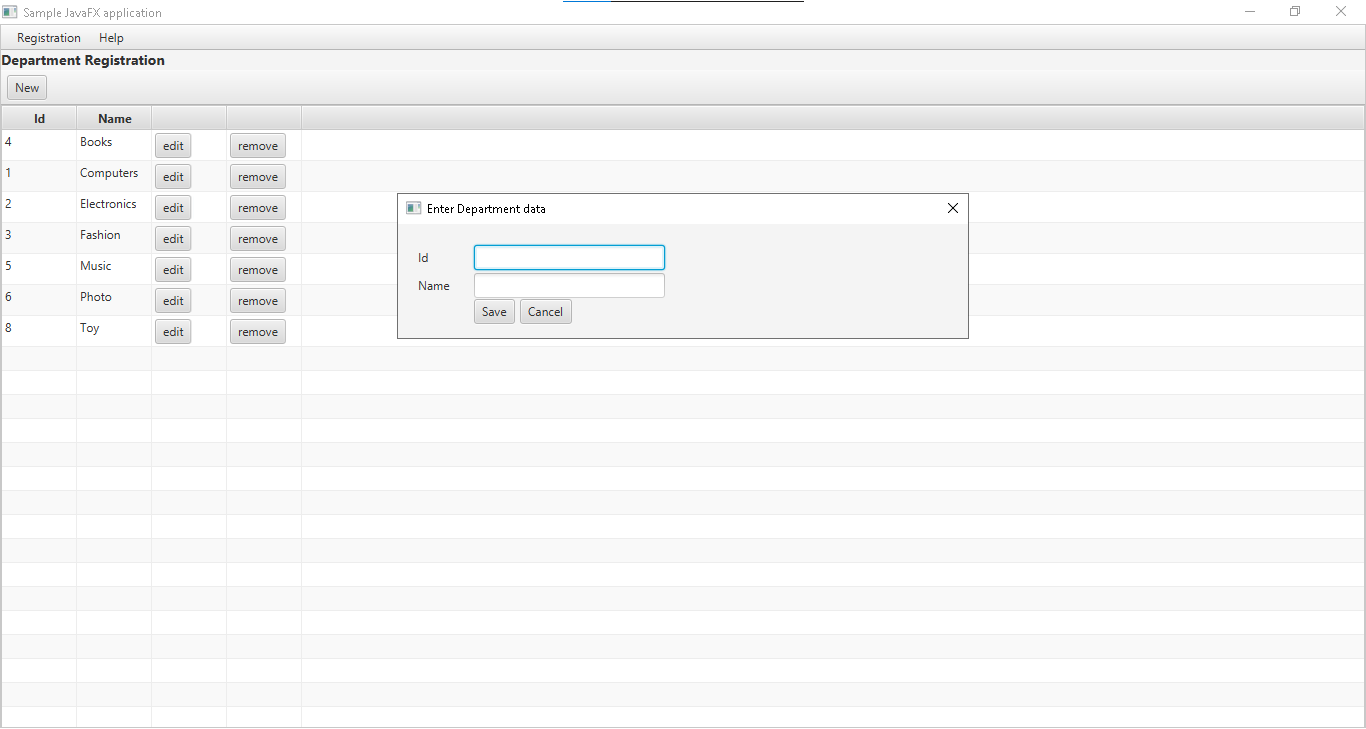 Sample JavaFX application
Registration Help
Department Registration
New
Id Name
4 Books edit remove
1 Computers edit remove
2 Electronics edit remove
3 Fashion edit remove
5 Music edit remove
6 Photo edit remove
8 Toy edit remove
Enter Department data
Id
Name
Save Cancel